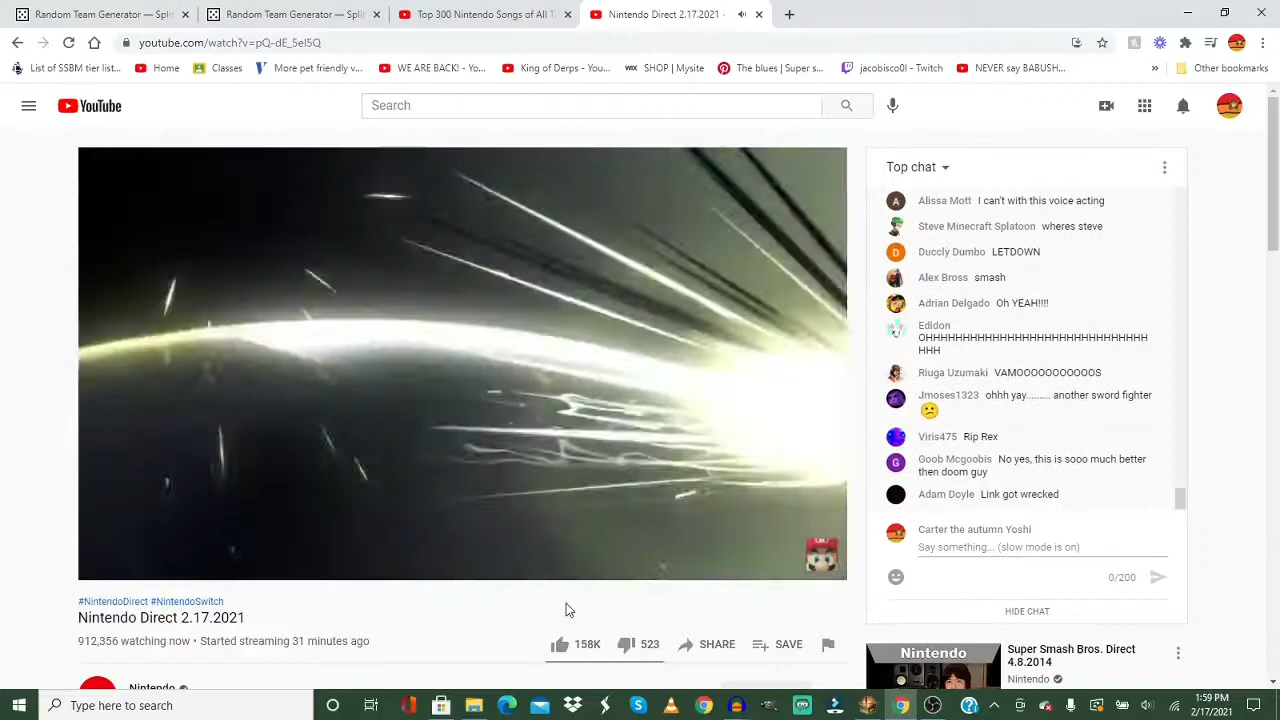 Random Team Generator — Spli
Random Team Generator — Split
Top 300 Nintendo Songs of All T
Nintendo Direct 2.17.2021 -
youtube.com/watch?v=pQ-dE_5eI5Q
List of SSBM tier list...
Home
Classes
More pet friendly v...
WE ARE BACK! - Yo...
King of Derps - You...
WiX SHOP | Mysite
The blues | Super s...
jacobisco0l - Twitch
NEVER say BABUSH...
»
Other bookmarks
YouTube
Search
Top chat
Alissa Mott I can't with this voice acting
Steve Minecraft Splatoon wheres steve
D Duccly Dumbo LETDOWN
Alex Bross smash
Adrian Delgado Oh YEAH!!!!
Edidon
OHHHHHHHHHHHHHHHHHHHHHHHHHHHHHH
HHH
Riuga Uzumaki VAMOOOOOOOOOOS
Jmoses1323 ohhh yay......... another sword fighter
Viris475 Rip Rex
G Goob Mcgoobis No yes, this is sooo much better
then doom guy
Adam Doyle Link got wrecked
Carter the autumn Yoshi
Say something... (slow mode is on)
0/200
HIDE CHAT
#NintendoDirect #NintendoSwitch
Nintendo Direct 2.17.2021
912,356 watching now • Started streaming 31 minutes ago
158K
523
SHARE
SAVE
Nintendo
Nintendo
Super Smash Bros. Direct
4.8.2014
Nintendo
Type here to search
1:59 PM
2/17/2021